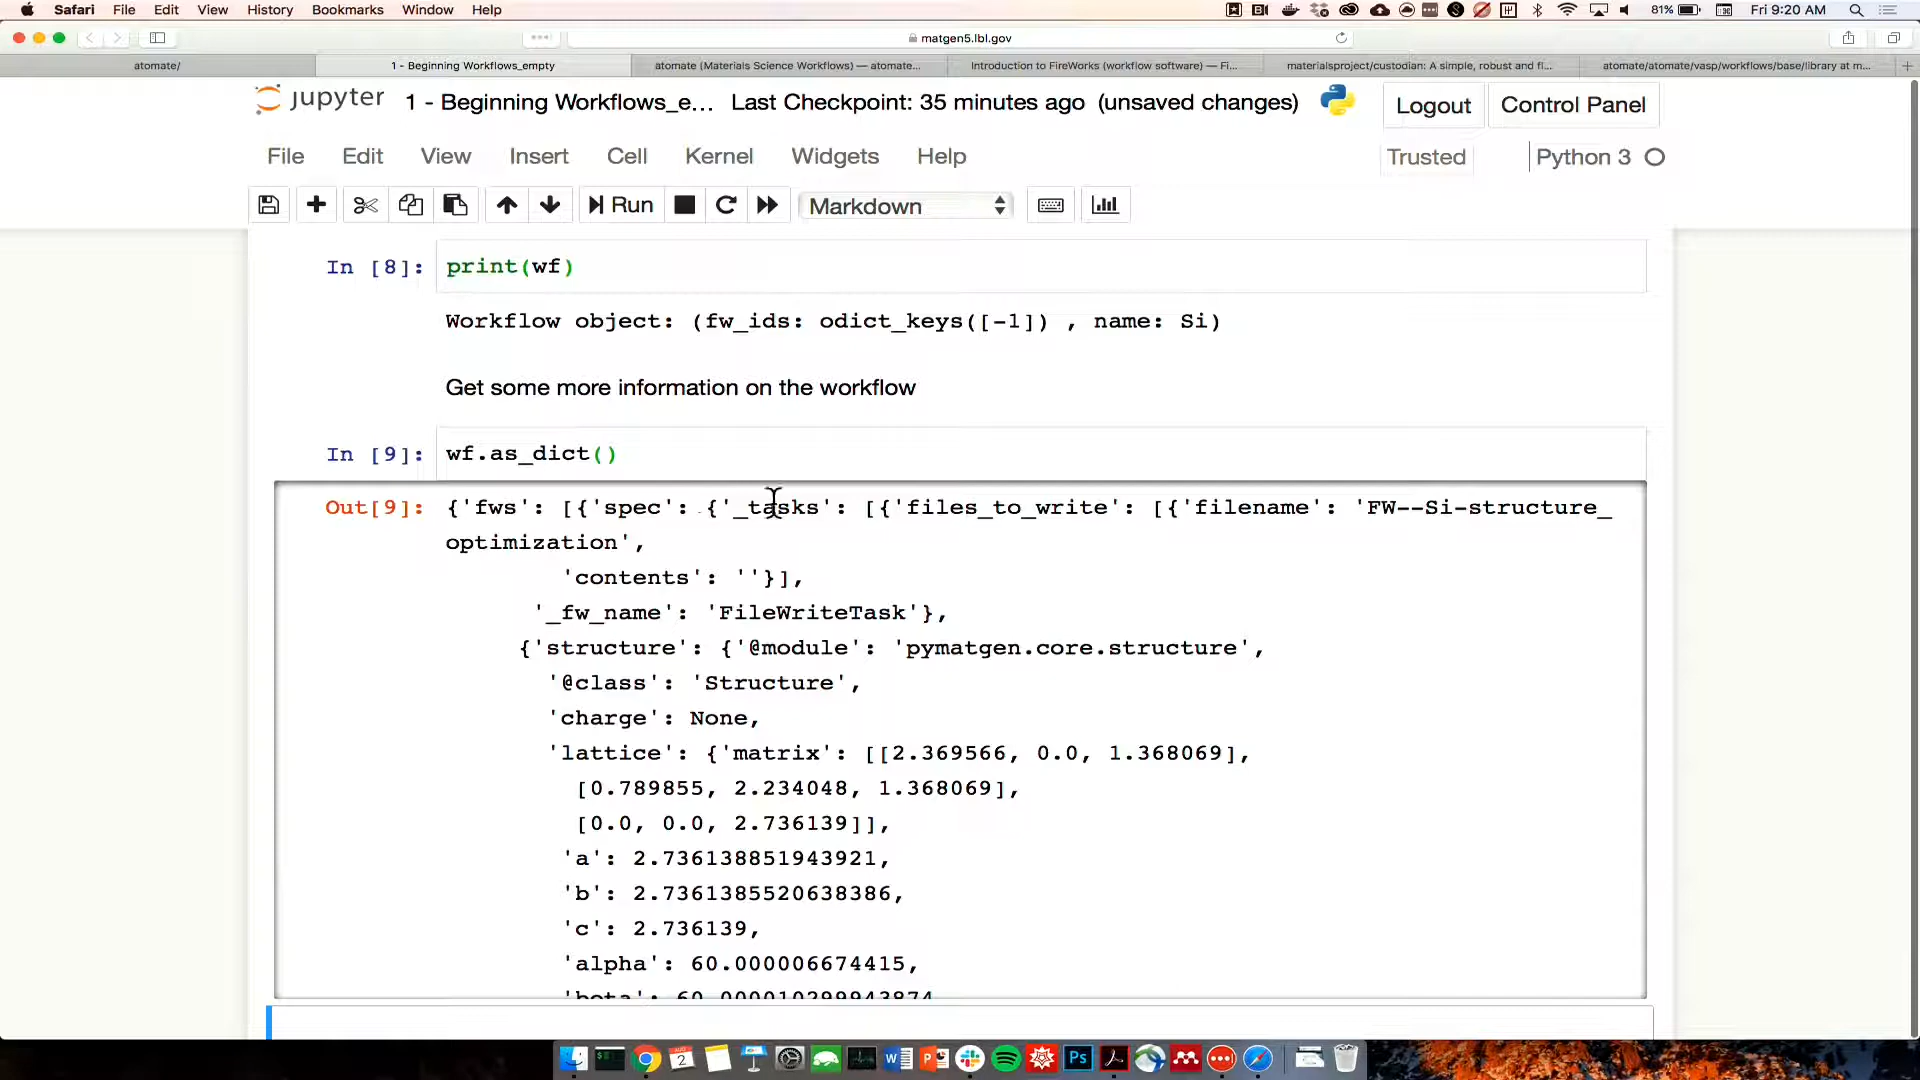 Safari File Edit View History Bookmarks Window Help 81% Fri 9:20 AM
matgen5.lbl.gov
atomate/ 1 - Beginning Workflows_empty atomate (Materials Science Workflows) — atomate... Introduction to FireWorks (workflow software) — Fi... materialsproject/custodian: A simple, robust and fl... atomate/atomate/vasp/workflows/base/library at m...
jupyter 1 - Beginning Workflows_e... Last Checkpoint: 35 minutes ago (unsaved changes) Logout Control Panel
File Edit View Insert Cell Kernel Widgets Help Trusted Python 3
Run Markdown
In [8]: print(wf)
Workflow object: (fw_ids: odict_keys([-1]) , name: Si)
Get some more information on the workflow
In [9]: wf.as_dict()
Out[9]: {'fws': [{'spec': {'_tasks': [{'files_to_write': [{'filename': 'FW--Si-structure_
optimization',
'contents': ''}],
'_fw_name': 'FileWriteTask'},
{'structure': {'@module': 'pymatgen.core.structure',
'@class': 'Structure',
'charge': None,
'lattice': {'matrix': [[2.369566, 0.0, 1.368069],
[0.789855, 2.234048, 1.368069],
[0.0, 0.0, 2.736139]],
'a': 2.736138851943921,
'b': 2.7361385520638386,
'c': 2.736139,
'alpha': 60.000006674415,
'beta': 60.000010299943874